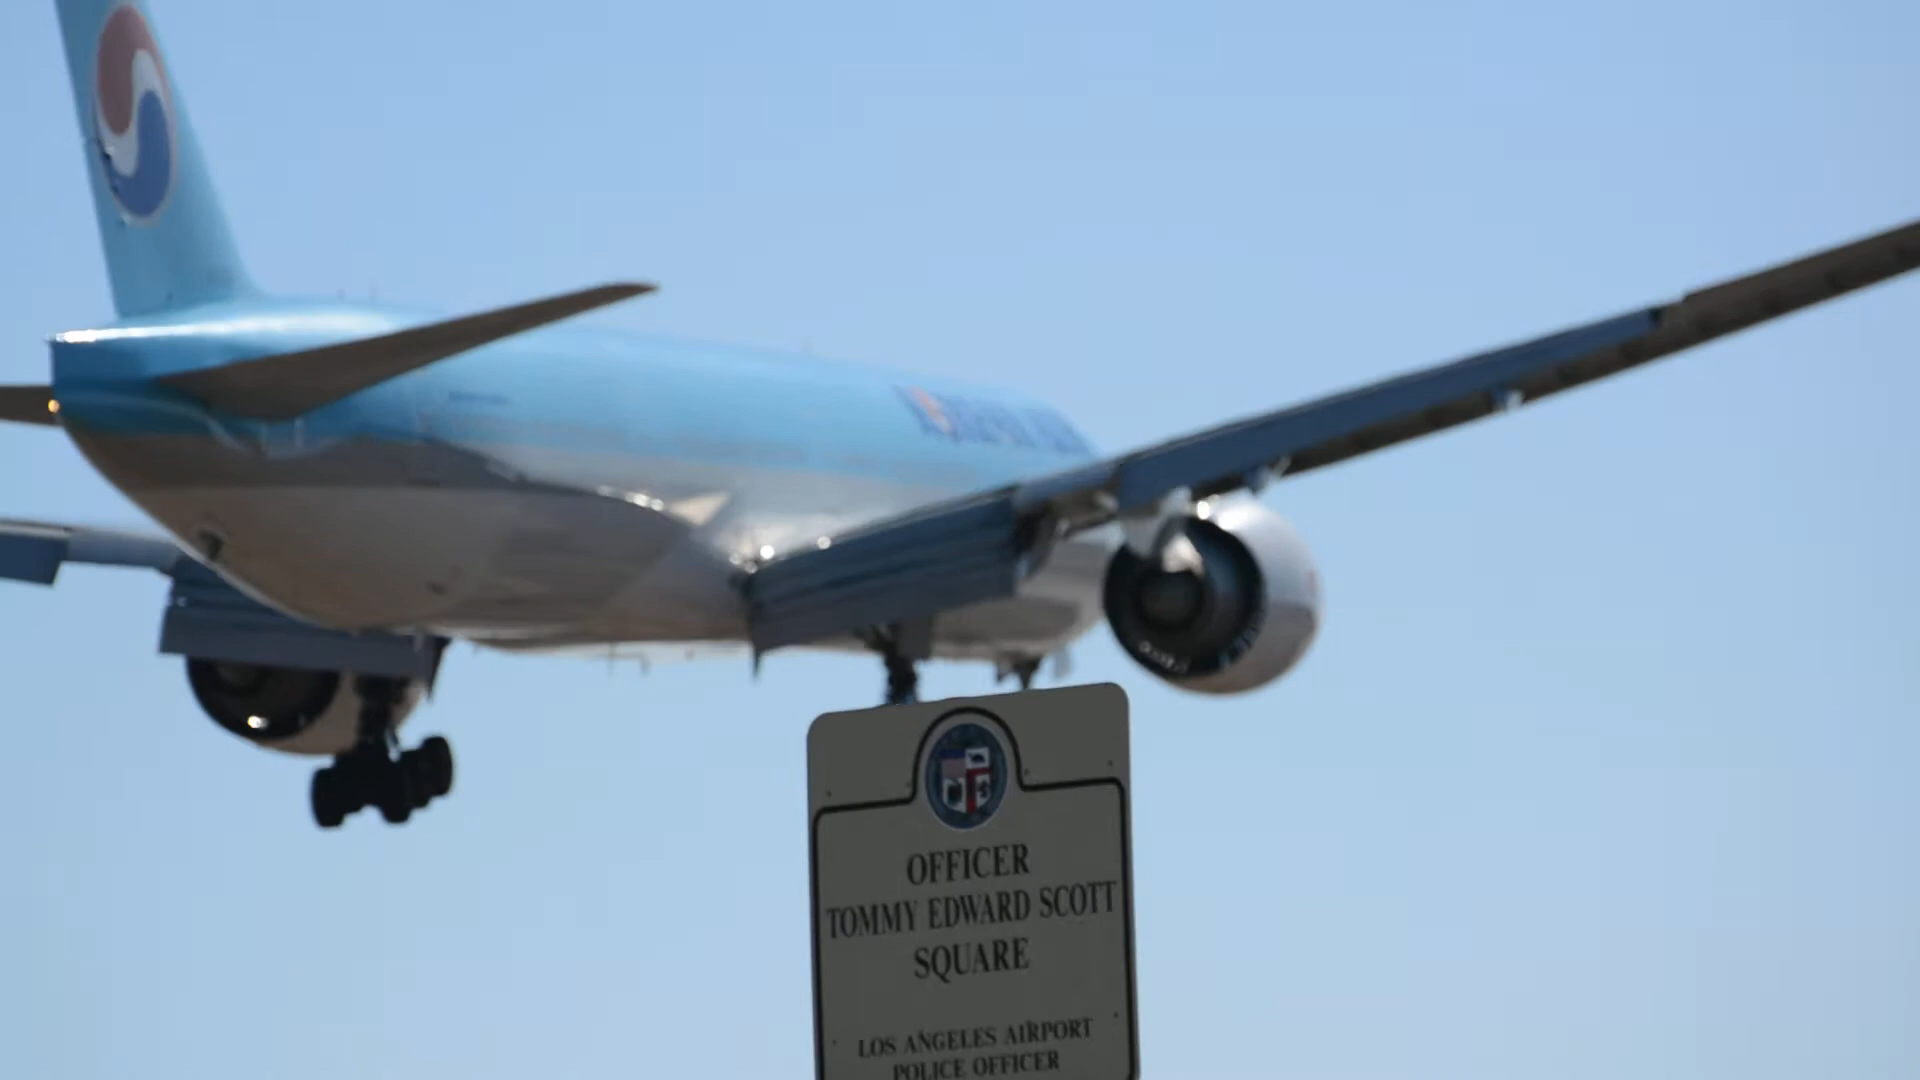 OFFICER
TOMMY EDWARD SCOTT
SQUARE
LOS ANGELES AIRPORT
POLICE OFFICER